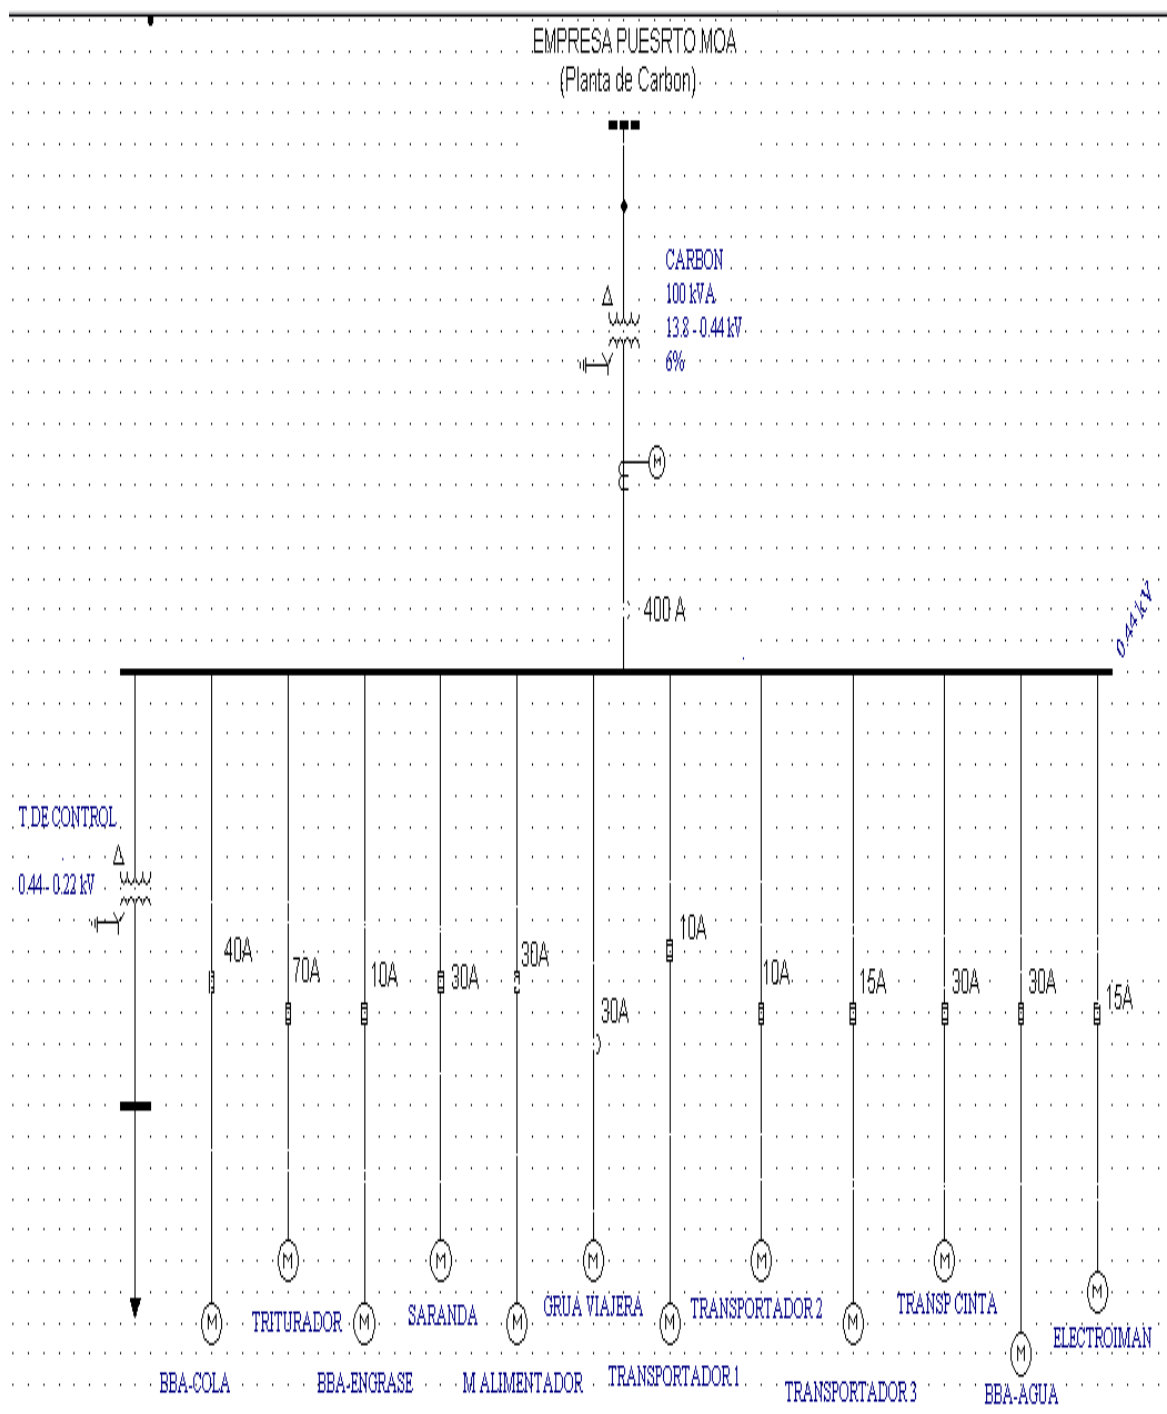 EMPRESA PUESRTO MOA
(Planta de Carbon)
CARBON
100 kVA
13.8 - 0.44 kV
6%
M
400 A
0.44 kV
T DE CONTROL
0.44 - 0.22 kV
40A
70A
10A
30A
30A
30A
10A
10A
15A
30A
30A
15A
M
M
M
M
M
M
M
M
M
M
M
M
BBA-COLA
TRITURADOR
BBA-ENGRASE
SARANDA
M ALIMENTADOR
GRUA VIAJERA
TRANSPORTADOR 1
TRANSPORTADOR 2
TRANSPORTADOR 3
TRANSP CINTA
BBA-AGUA
ELECTROIMAN